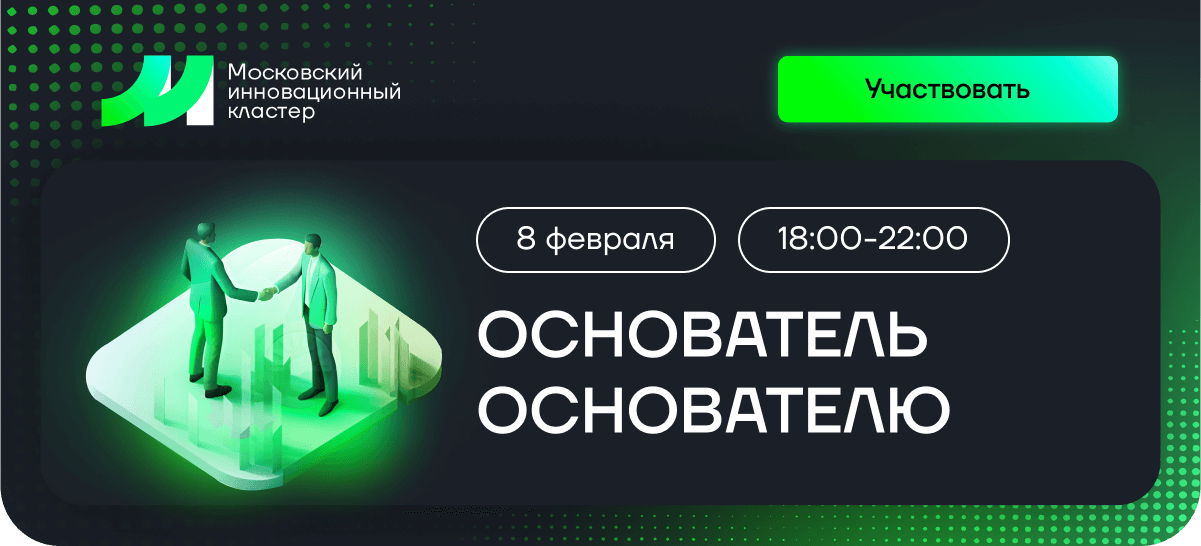 Московский
инновационный
кластер
Участвовать
8 февраля
18:00-22:00
ОСНОВАТЕЛЬ
ОСНОВАТЕЛЮ